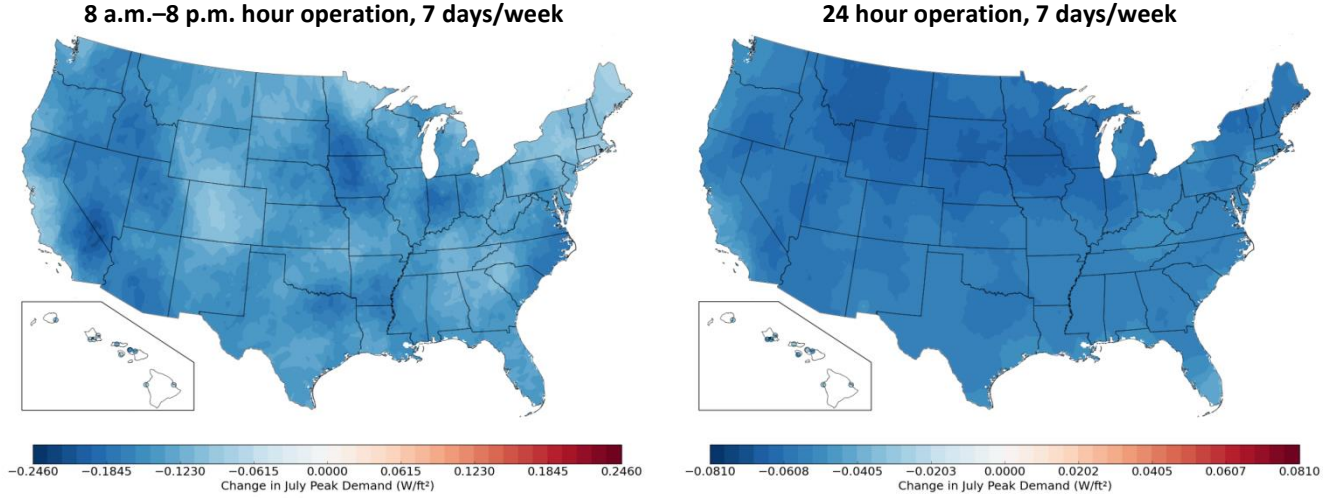 8 a.m.–8 p.m. hour operation, 7 days/week
24 hour operation, 7 days/week
−0.2460 −0.1845 −0.1230 −0.0615 0.0000 0.0615 0.1230 0.1845 0.2460
Change in July Peak Demand (W/ft²)
−0.0810 −0.0608 −0.0405 −0.0203 0.0000 0.0202 0.0405 0.0607 0.0810
Change in July Peak Demand (W/ft²)